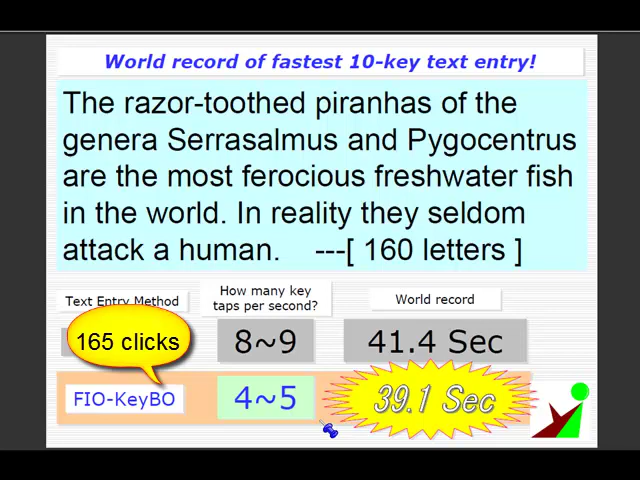 World record of fastest 10-key text entry!
The razor-toothed piranhas of the
genera Serrasalmus and Pygocentrus
are the most ferocious freshwater fish
in the world. In reality they seldom
attack a human. ---[ 160 letters ]
Text Entry Method
How many key
taps per second?
World record
165 clicks
8~9
41.4 Sec
FIO-KeyBO
4~5
39.1 Sec